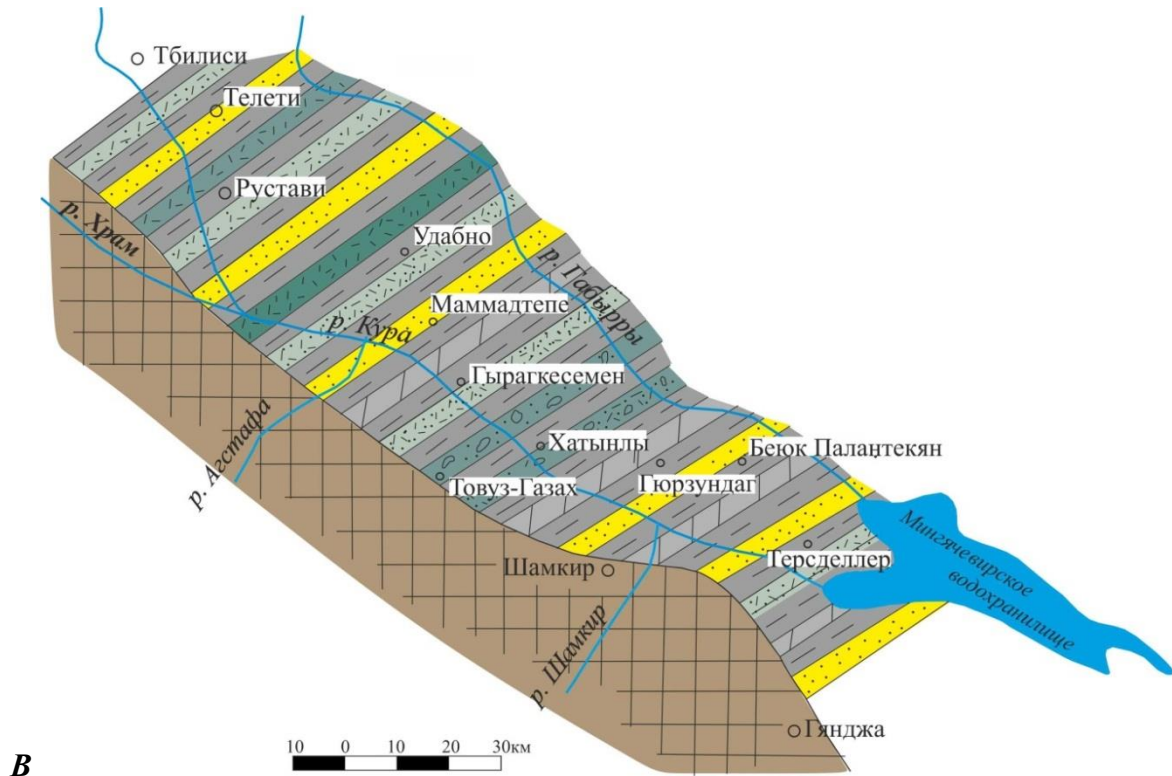 Тбилиси
Телети
Рустави
р. Храм
Удабно
р. Габырры
Маммадтепе
р. Кура
Гырагкесемен
р. Агстафа
Хатынлы
Беюк Палантекян
Товуз-Газах
Гюрзундаг
Мингячевирское
водохранилище
Терсделлер
Шамкир
р. Шамкир
Гянджа
10 0 10 20 30км
В